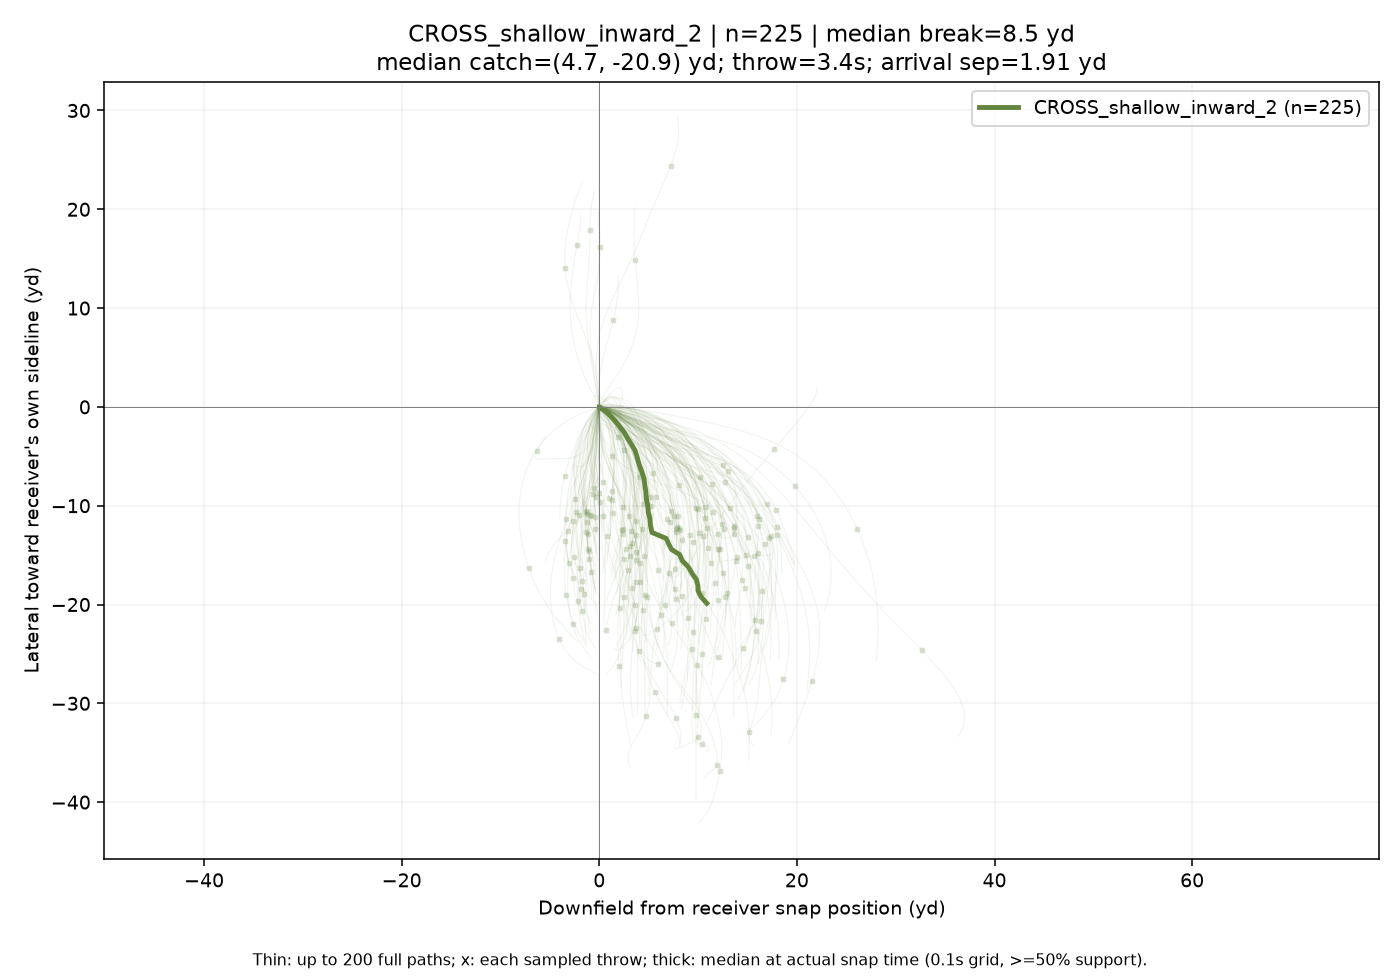 CROSS_shallow_inward_2 | n=225 | median break=8.5 yd
median catch=(4.7, -20.9) yd; throw=3.4s; arrival sep=1.91 yd
CROSS_shallow_inward_2 (n=225)
Lateral toward receiver's own sideline (yd)
30
20
10
0
−10
−20
−30
−40
−40
−20
0
20
40
60
Downfield from receiver snap position (yd)
Thin: up to 200 full paths; x: each sampled throw; thick: median at actual snap time (0.1s grid, >=50% support).